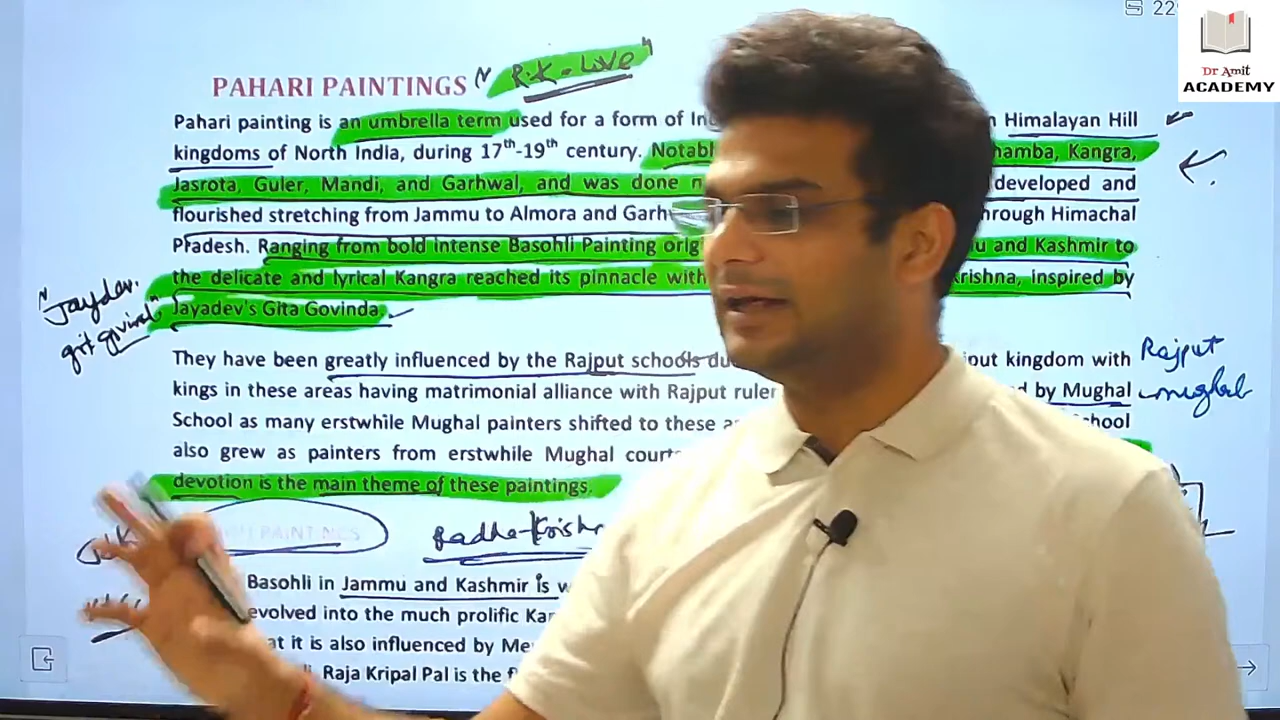 22
Dr Amit
ACADEMY
PAHARI PAINTINGS " R.K. Love "
Pahari painting is an umbrella term used for a form of In Himalayan Hill
kingdoms of North India, during 17th-19th century. Notabl hamba, Kangra,
Jasrota, Guler, Mandi, and Garhwal, and was done n developed and
flourished stretching from Jammu to Almora and Garh hrough Himachal
Pradesh. Ranging from bold intense Basohli Painting orig u and Kashmir to
the delicate and lyrical Kangra reached its pinnacle with Krishna, inspired by
Jayadev's Gita Govinda.
"Jaydev.
git govind"
They have been greatly influenced by the Rajput schools du put kingdom with
kings in these areas having matrimonial alliance with Rajput ruler d by Mughal
School as many erstwhile Mughal painters shifted to these a chool
also grew as painters from erstwhile Mughal court
devotion is the main theme of these paintings.
Rajput
mughal
PAINTINGS
Radha-Krishn
Basohli in Jammu and Kashmir is w
evolved into the much prolific Kan
at it is also influenced by Me
Raja Kripal Pal is the f